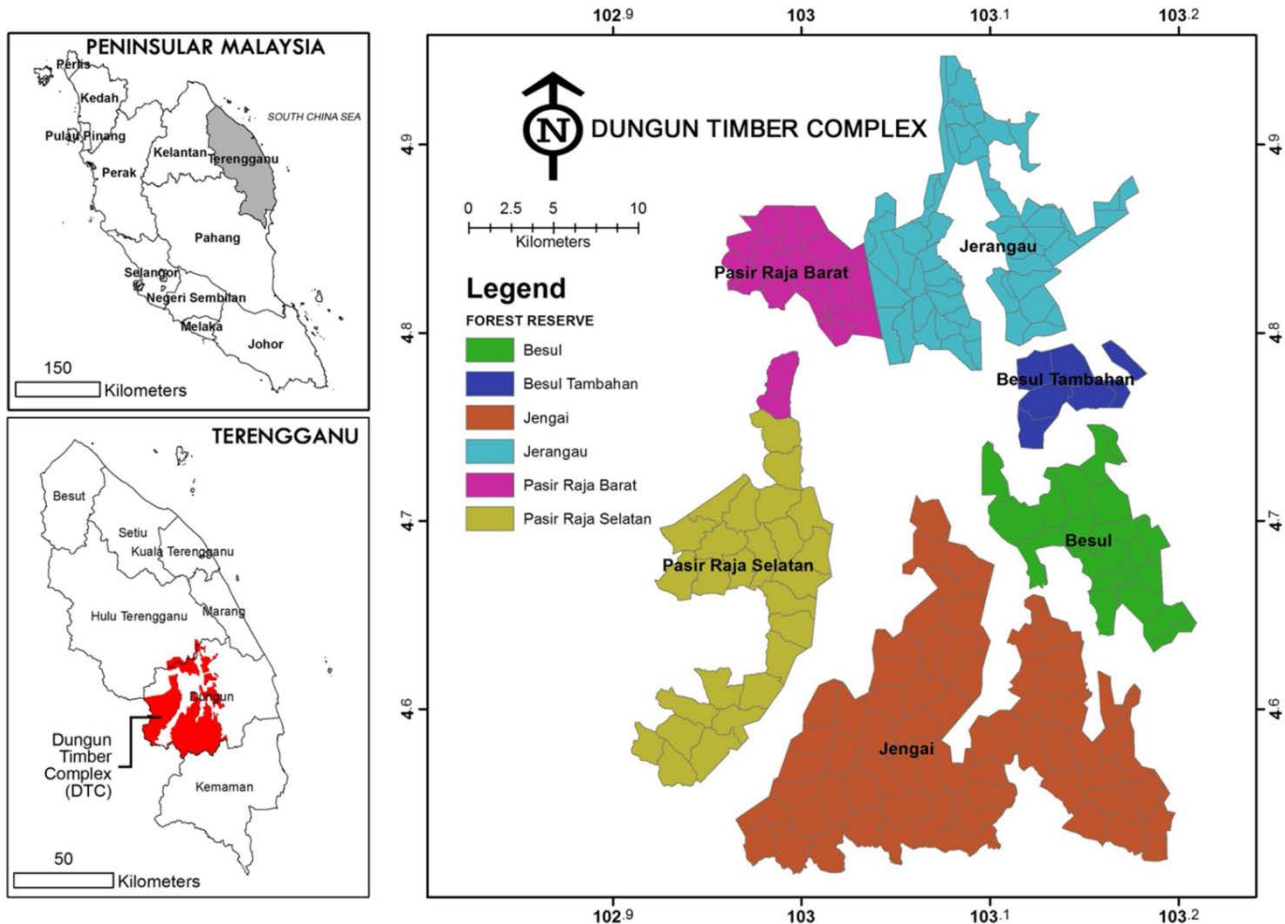 PENINSULAR MALAYSIA
Perlis
Kedah
SOUTH CHINA SEA
Pulau Pinang
Kelantan
Terengganu
Perak
Pahang
Selangor
Negeri Sembilan
Melaka
Johor
150
Kilometers
TERENGGANU
Besut
Setiu
Kuala Terengganu
Hulu Terengganu
Marang
Dungun
Dungun
Timber
Complex
(DTC)
Kemaman
50
Kilometers
102.9 103 103.1 103.2
4.9
4.8
4.7
4.6
N
DUNGUN TIMBER COMPLEX
0 2.5 5 10
Kilometers
Legend
FOREST RESERVE
Besul
Besul Tambahan
Jengai
Jerangau
Pasir Raja Barat
Pasir Raja Selatan
Jerangau
Pasir Raja Barat
Besul Tambahan
Besul
Pasir Raja Selatan
Jengai
4.9
4.8
4.7
4.6
102.9 103 103.1 103.2